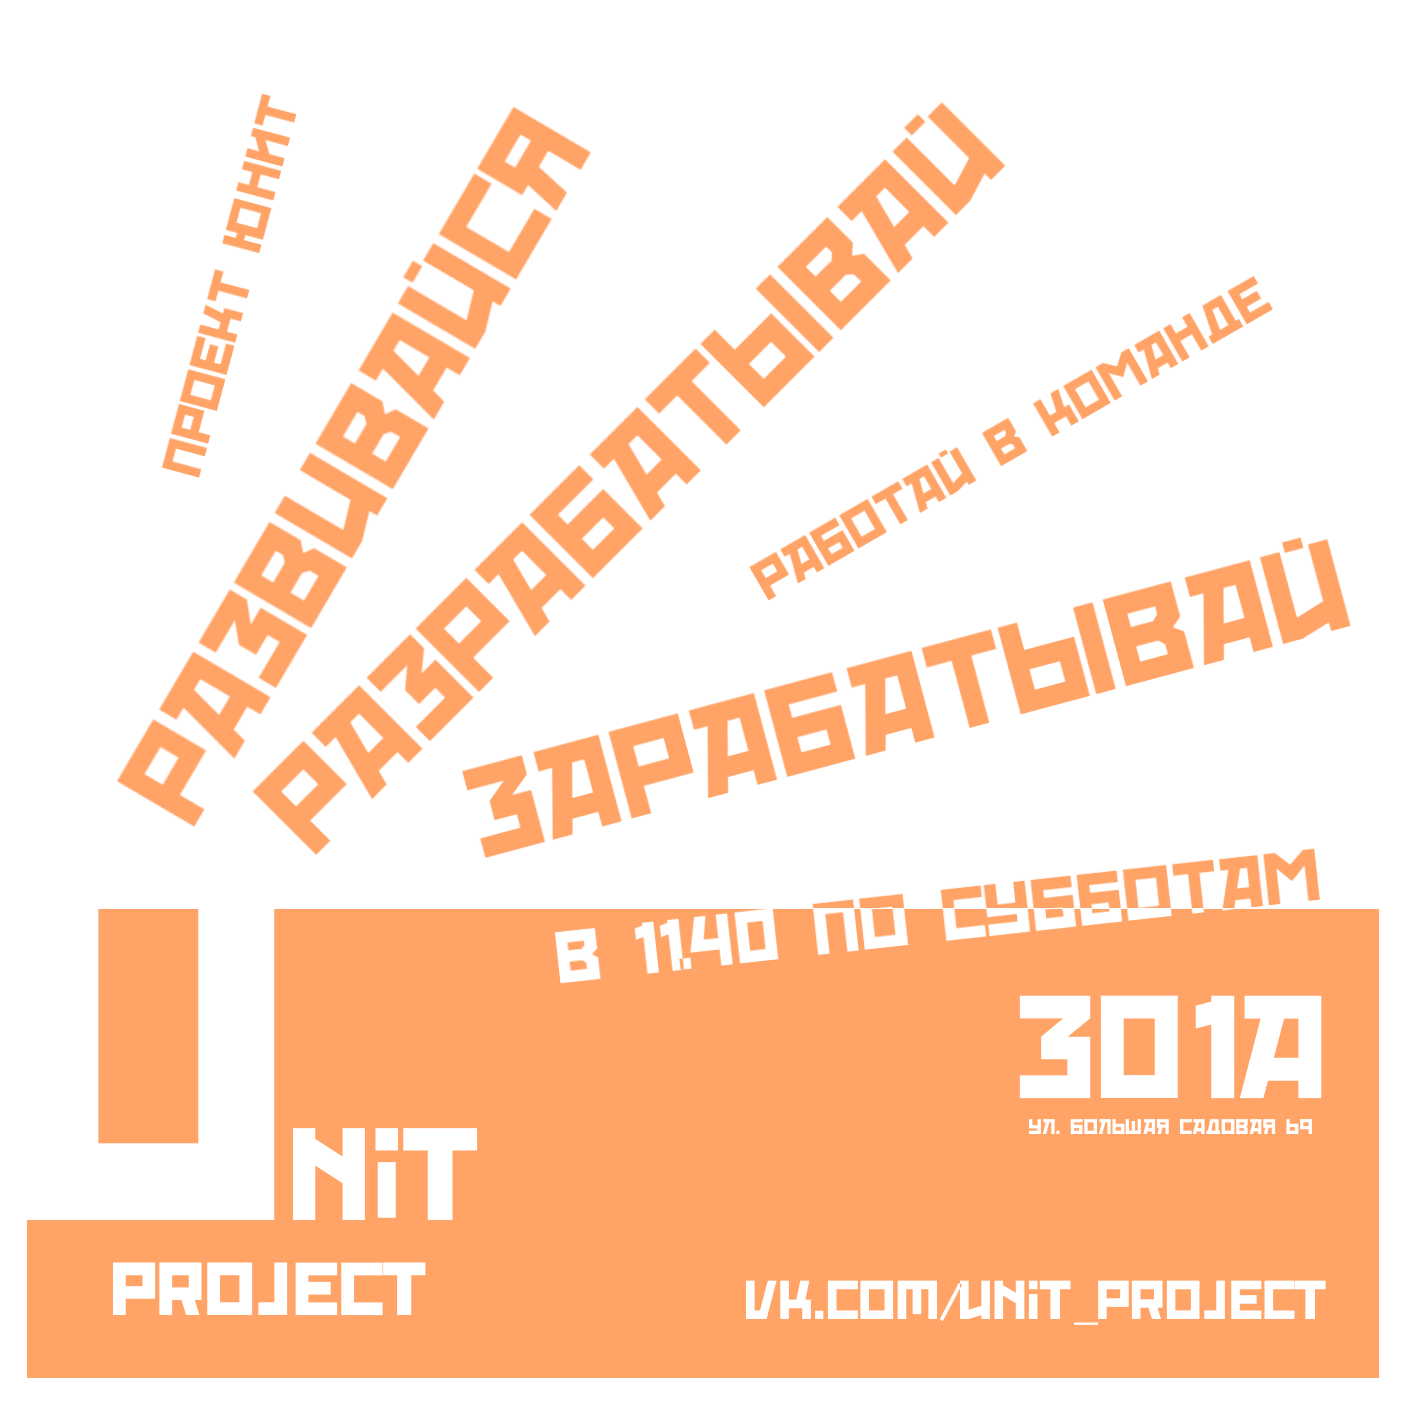 ПРОЕКТ ЮНИТ
РАЗВИВАЙСЯ
РАЗРАБАТЫВАЙ
РАБОТАЙ В КОМАНДЕ
ЗАРАБАТЫВАЙ
В 11.40 ПО СУББОТАМ
301А
УЛ. БОЛЬШАЯ САДОВАЯ 69
UNiT
PROJECT
VK.COM/UNiT_PROJECT